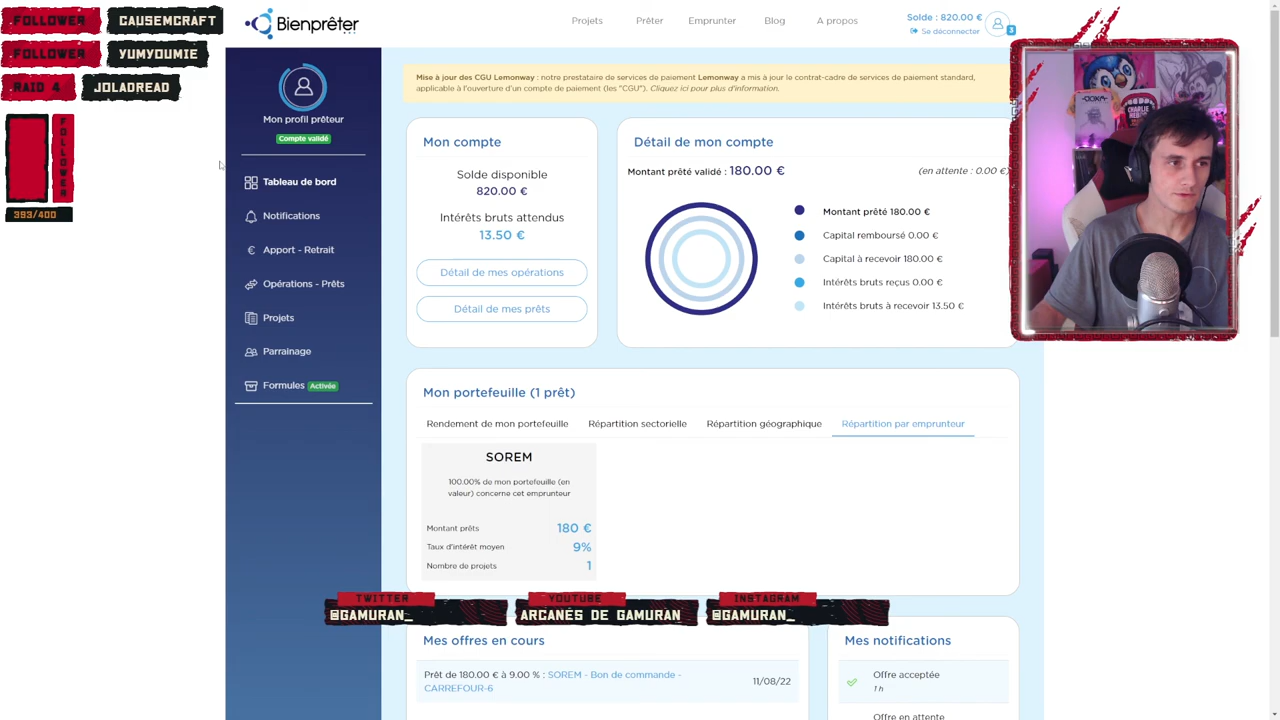 FOLLOWER CAUSEMCRAFT
FOLLOWER YUMYOUMIE
RAID 4 JOLADREAD
FOLLOWER
393/400
Bienprêter
Projets
Prêter
Emprunter
Blog
A propos
Solde : 820.00 €
Se déconnecter
3
Mon profil prêteur
Compte validé
Tableau de bord
Notifications
Apport - Retrait
Opérations - Prêts
Projets
Parrainage
Formules Activée
Mise à jour des CGU Lemonway : notre prestataire de services de paiement Lemonway a mis à jour le contrat-cadre de services de paiement standard,
applicable à l'ouverture d'un compte de paiement (les "CGU"). Cliquez ici pour plus d'information.
Mon compte
Solde disponible
820.00 €
Intérêts bruts attendus
13.50 €
Détail de mes opérations
Détail de mes prêts
Détail de mon compte
Montant prêté validé : 180.00 €
(en attente : 0.00 €)
Montant prêté 180.00 €
Capital remboursé 0.00 €
Capital à recevoir 180.00 €
Intérêts bruts reçus 0.00 €
Intérêts bruts à recevoir 13.50 €
CHARLIE HEBDO
Mon portefeuille (1 prêt)
Rendement de mon portefeuille
Répartition sectorielle
Répartition géographique
Répartition par emprunteur
SOREM
100.00% de mon portefeuille (en
valeur) concerne cet emprunteur
Montant prêts 180 €
Taux d'intérêt moyen 9%
Nombre de projets 1
TWITTER
@GAMURAN_
YOUTUBE
ARCANÉS DE GAMURAN
INSTAGRAM
@GAMURAN_
Mes offres en cours
Prêt de 180.00 € à 9.00 % : SOREM - Bon de commande -
CARREFOUR-6
11/08/22
Mes notifications
Offre acceptée
1 h
Offre en attente